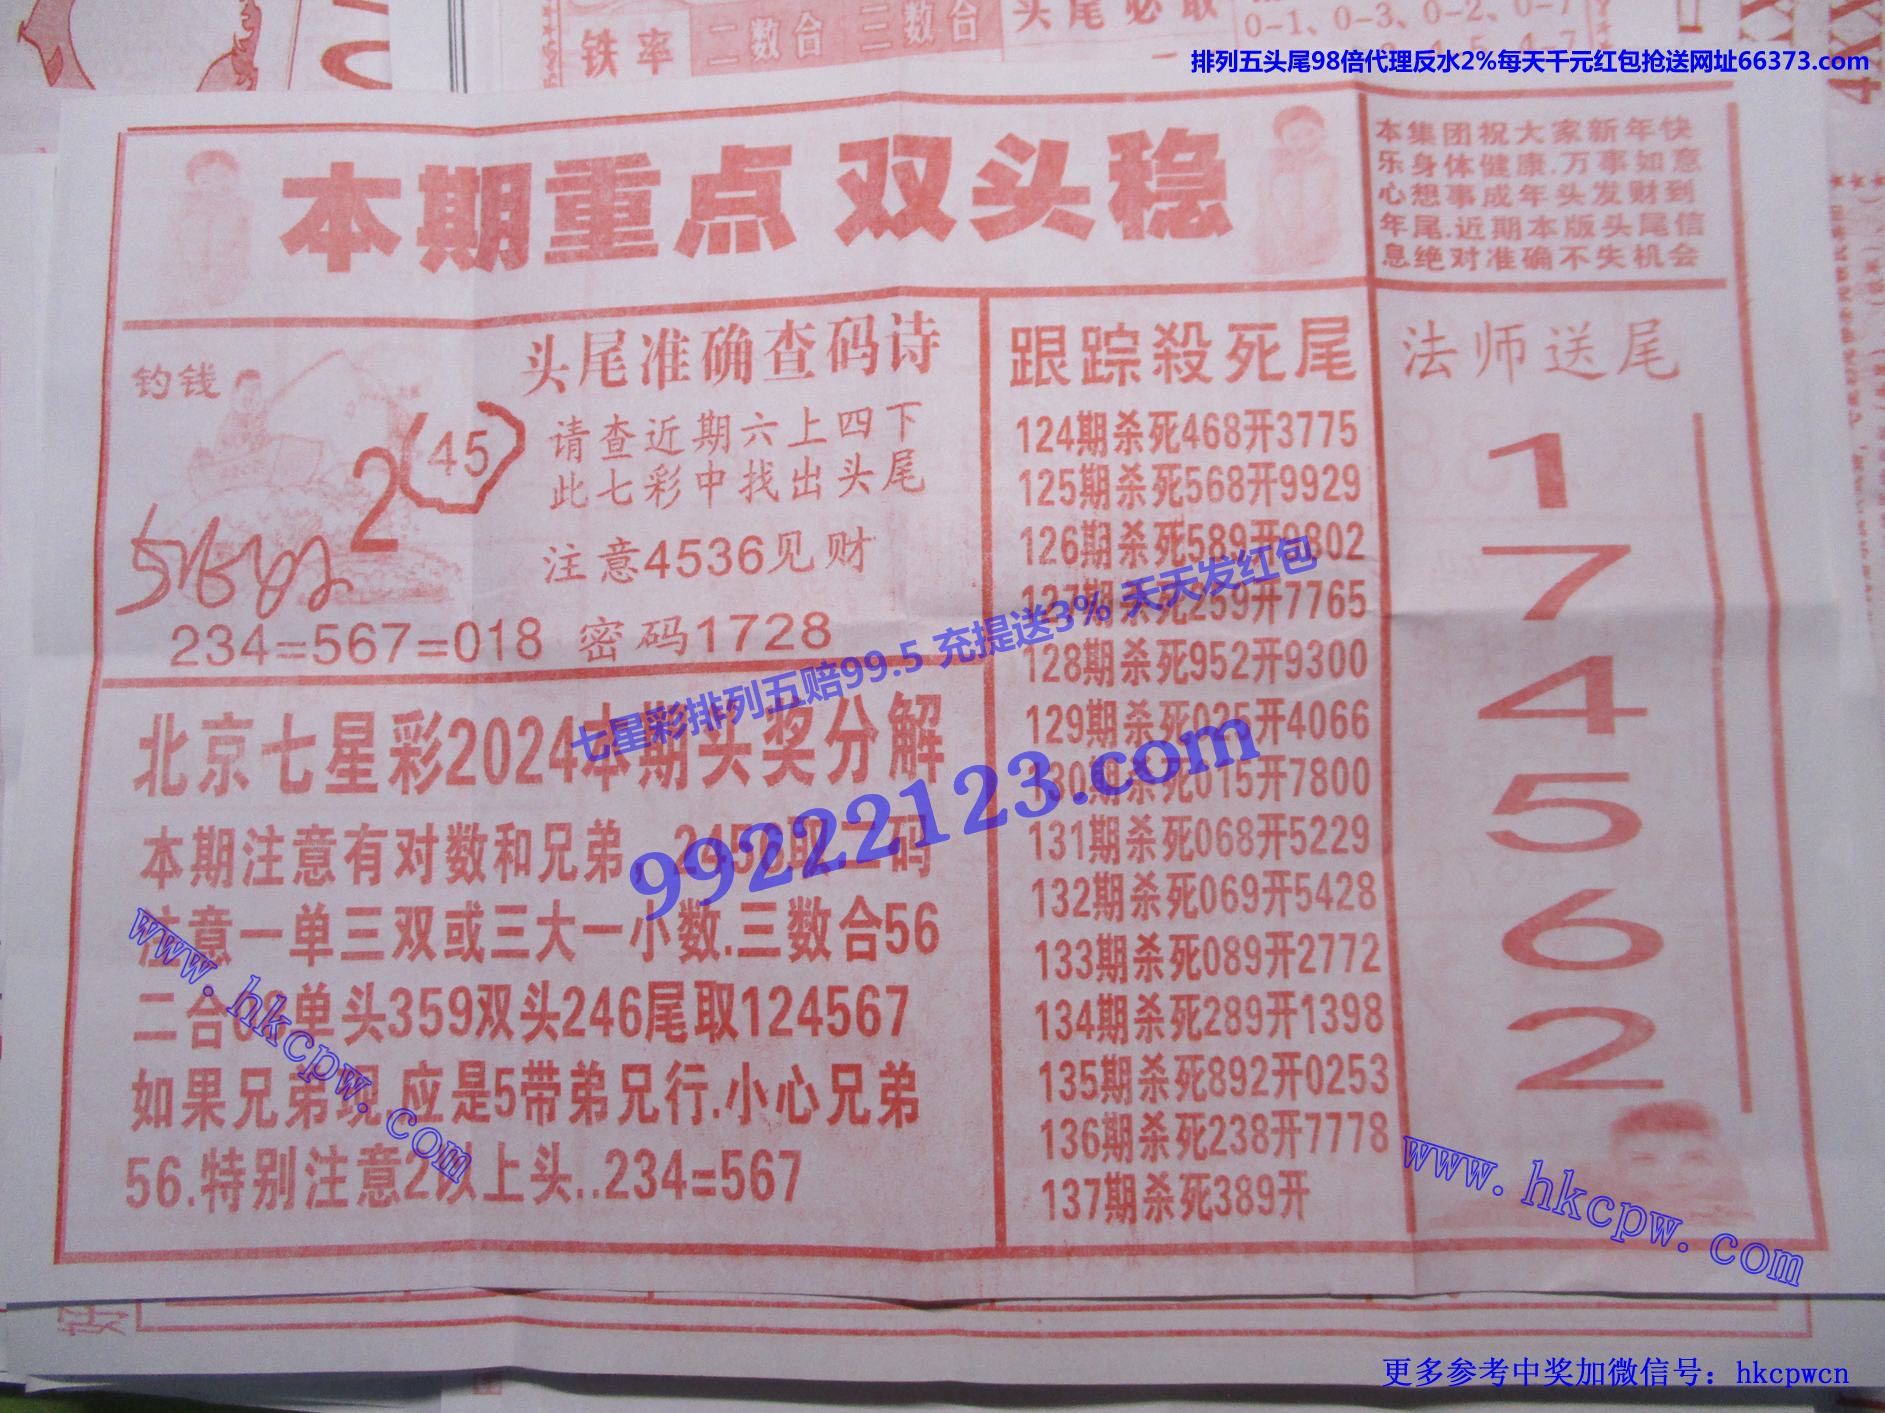 铁率 二数合 三数合 头尾必取
0-1、0-3、0-2、0-7
排列五头尾98倍代理反水2%每天千元红包抢送网址66373.com
本期重点 双头稳
本集团祝大家新年快
乐身体健康.万事如意
心想事成年头发财到
年尾.近期本版头尾信
息绝对准确不失机会
钓钱
2(45)
头尾准确查码诗
请查近期六上四下
此七彩中找出头尾
注意4536见财
234=567=018 密码1728
北京七星彩2024本期头奖分解
本期注意有对数和兄弟,2456取二码
注意一单三双或三大一小数.三数合56
单头359双头246尾取124567
如果兄弟现.应是5带弟兄行.小心兄弟
56.特别注意2以上头..234=567
跟踪殺死尾
124期杀死468开3775
125期杀死568开9929
126期杀死589开9802
127期杀死259开7765
128期杀死952开9300
129期杀死025开4066
130期杀死015开7800
131期杀死068开5229
132期杀死069开5428
133期杀死089开2772
134期杀死289开1398
135期杀死892开0253
136期杀死238开7778
137期杀死389开
法师送尾
1
7
4
5
6
2
七星彩排列五赔99.5 充提送3% 天天发红包
99222123.com
www.hkcpw.com
www.hkcpw.com
更多参考中奖加微信号：hkcpwcn